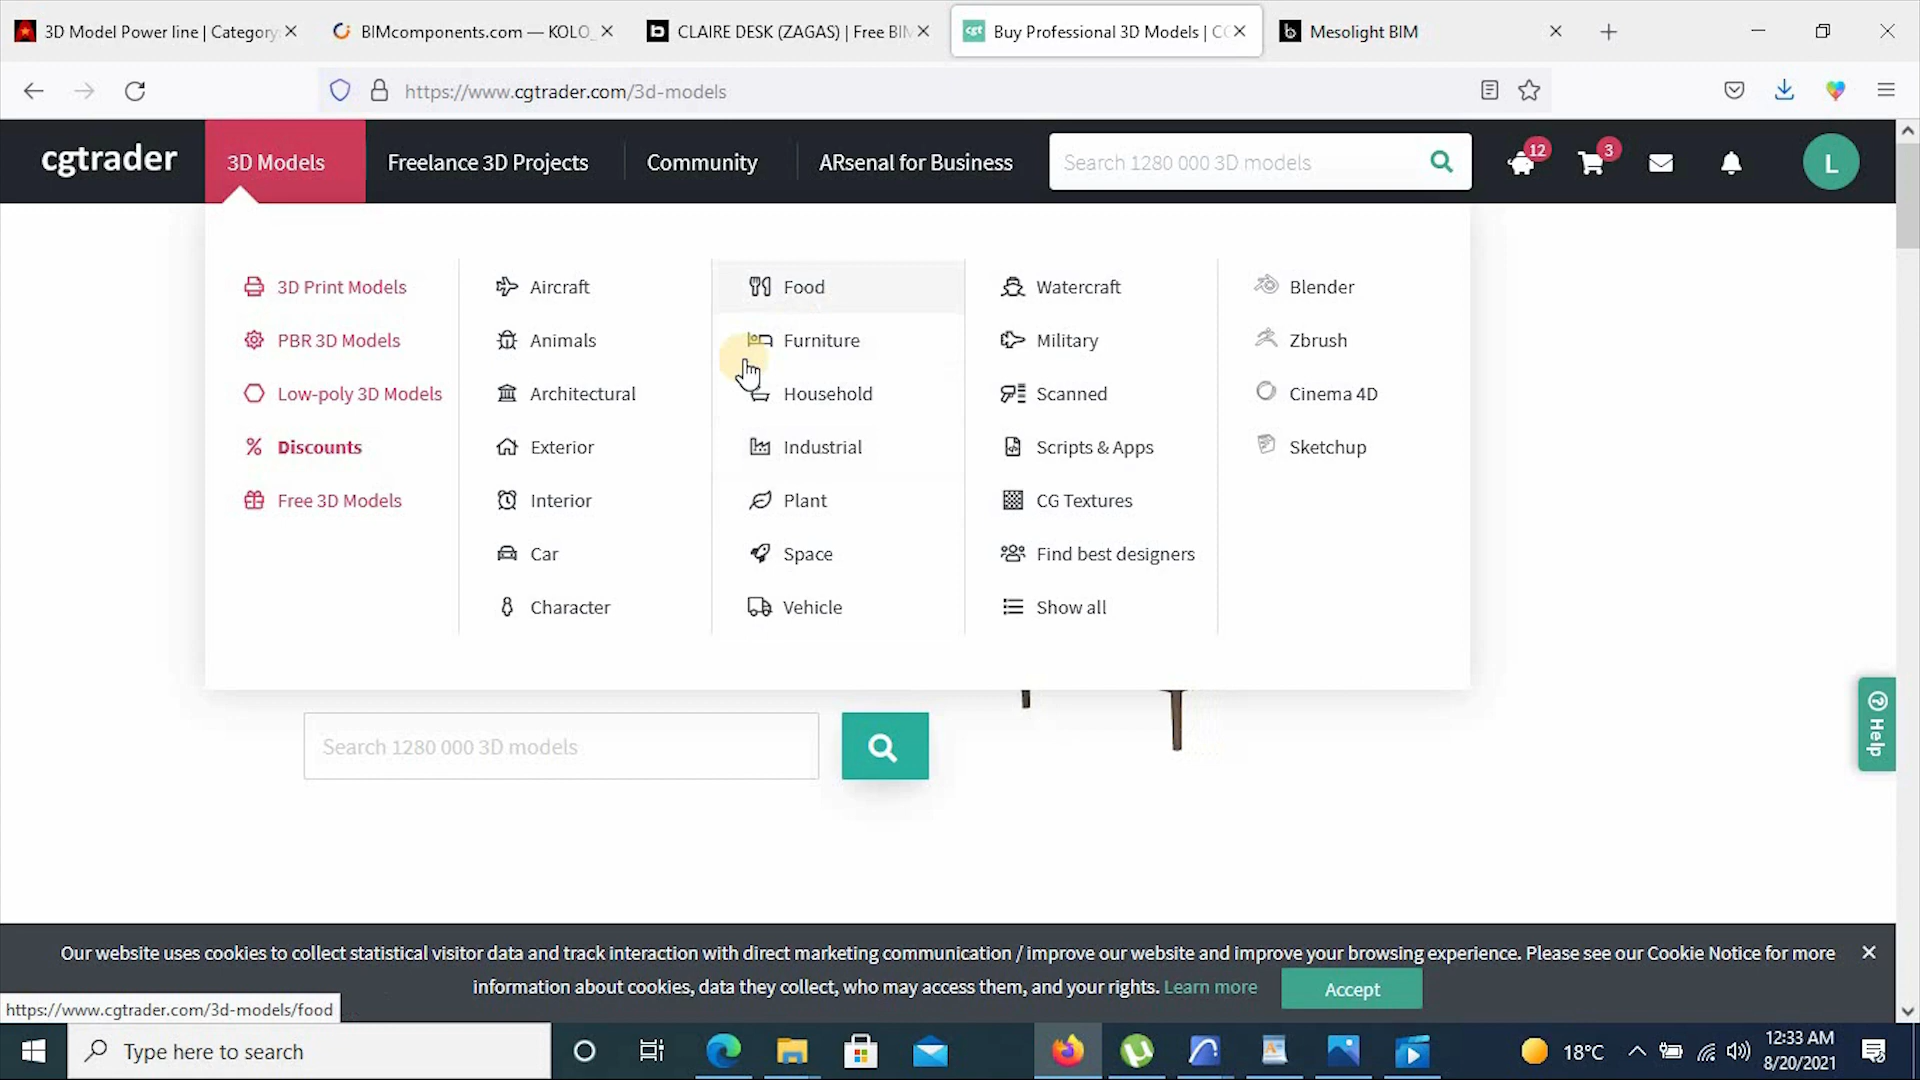 3D Model Power line | Category:
BIMcomponents.com — KOLO_
CLAIRE DESK (ZAGAS) | Free BIM
Buy Professional 3D Models | CG
Mesolight BIM
https://www.cgtrader.com/3d-models
cgtrader
3D Models
Freelance 3D Projects
Community
ARsenal for Business
Search 1280 000 3D models
12
3
L
3D Print Models
PBR 3D Models
Low-poly 3D Models
Discounts
Free 3D Models
Aircraft
Animals
Architectural
Exterior
Interior
Car
Character
Food
Furniture
Household
Industrial
Plant
Space
Vehicle
Watercraft
Military
Scanned
Scripts & Apps
CG Textures
Find best designers
Show all
Blender
Zbrush
Cinema 4D
Sketchup
Search 1280 000 3D models
Help
Our website uses cookies to collect statistical visitor data and track interaction with direct marketing communication / improve our website and improve your browsing experience. Please see our Cookie Notice for more
information about cookies, data they collect, who may access them, and your rights. Learn more
Accept
https://www.cgtrader.com/3d-models/food
Type here to search
18°C
12:33 AM
8/20/2021